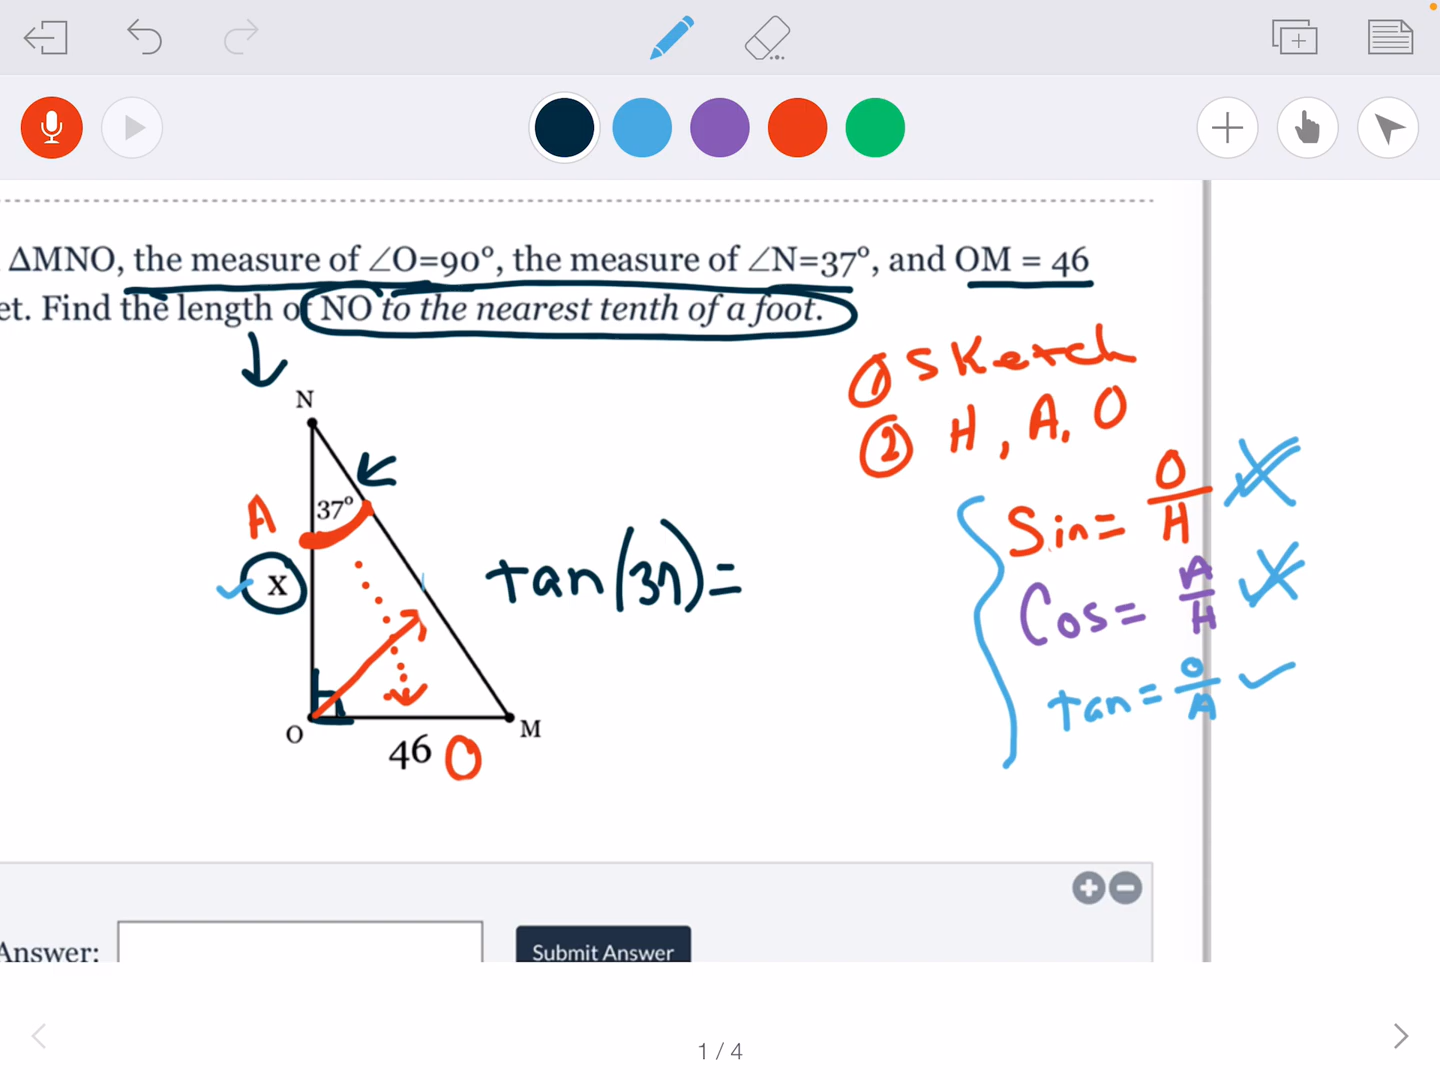 ΔMNO, the measure of ∠O=90°, the measure of ∠N=37°, and OM = 46
et. Find the length of NO to the nearest tenth of a foot.
① Sketch
② H, A, O
N
37°
A
x
O
M
46 O
tan(37)=
Sin= O/H
Cos= A/H
tan= O/A
Answer:
Submit Answer
1 / 4